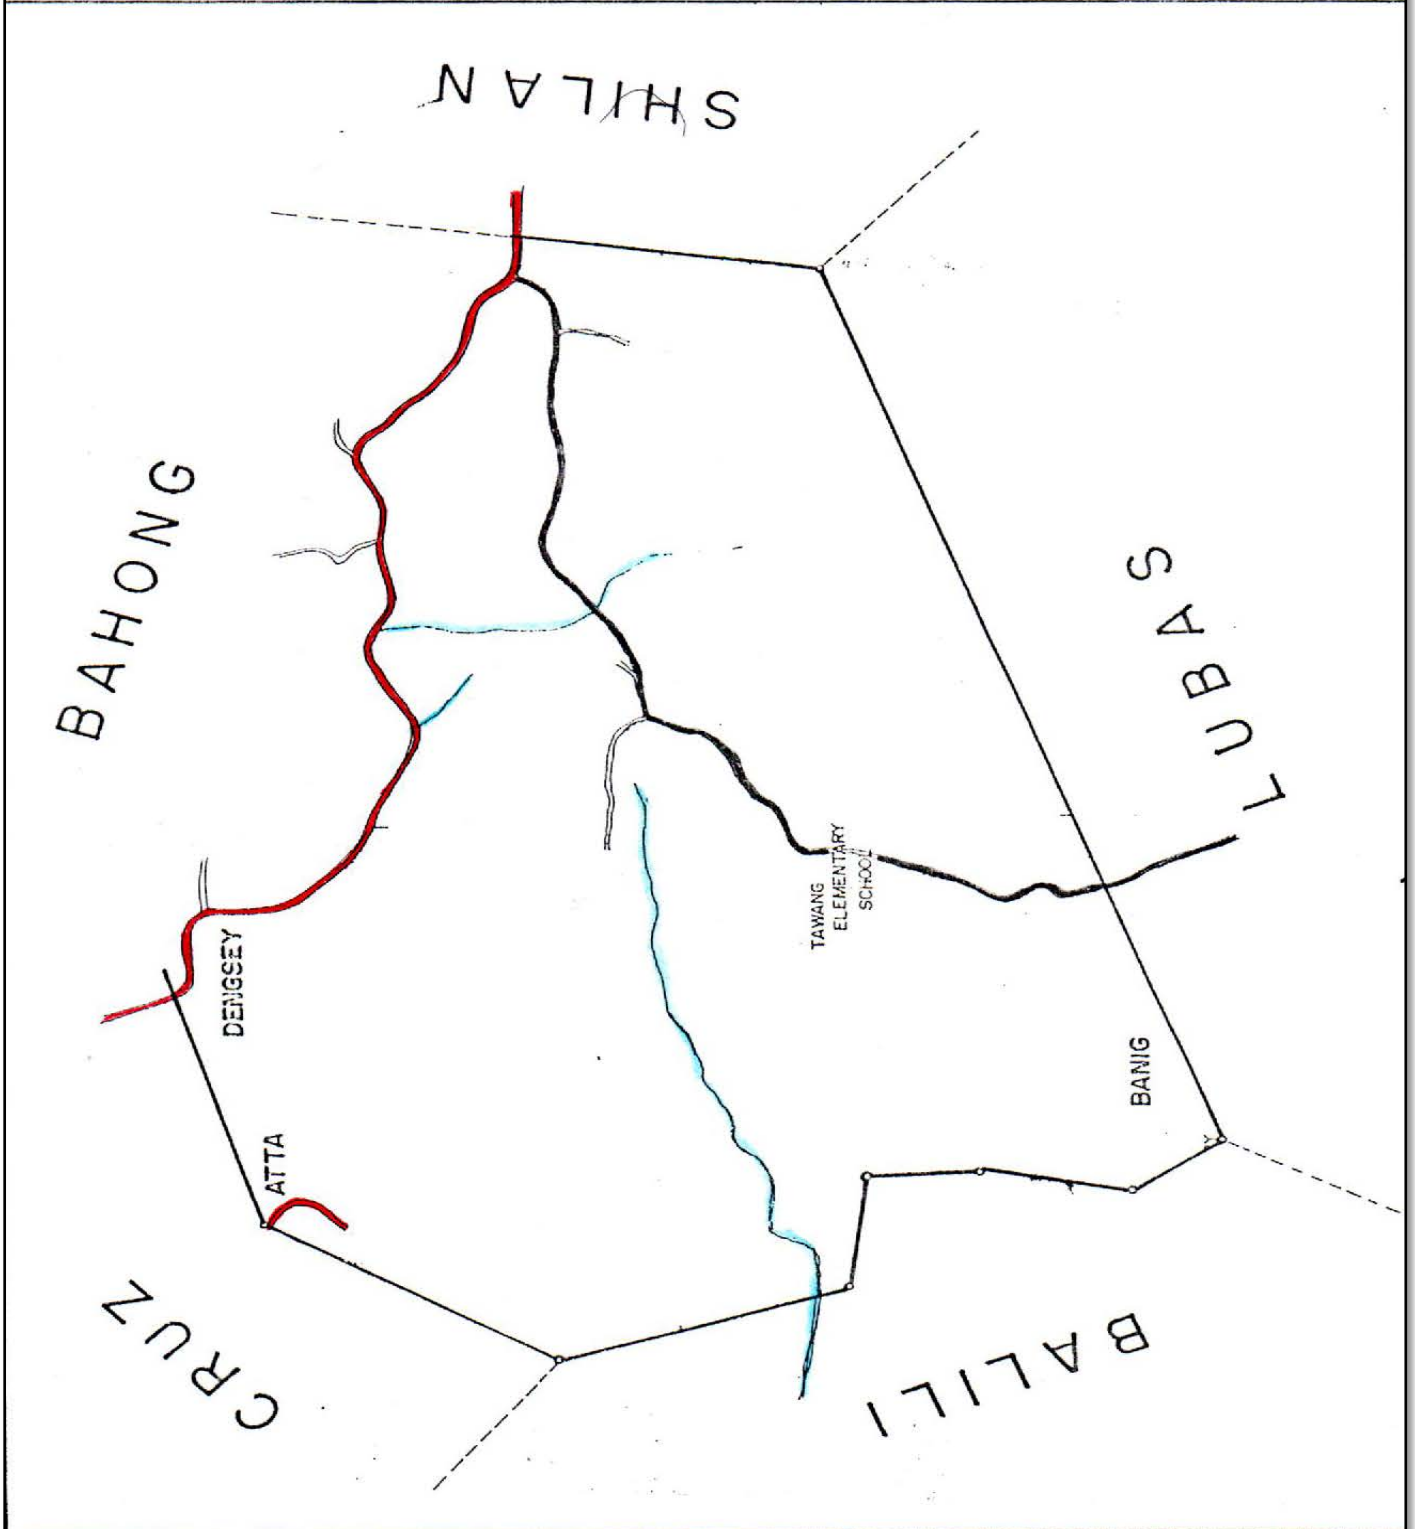 SHILAN
BAHONG
LUBAS
TAWANG
ELEMENTARY
SCHOOL
DENGSEY
BANIG
ATTA
CRUZ
BALILI